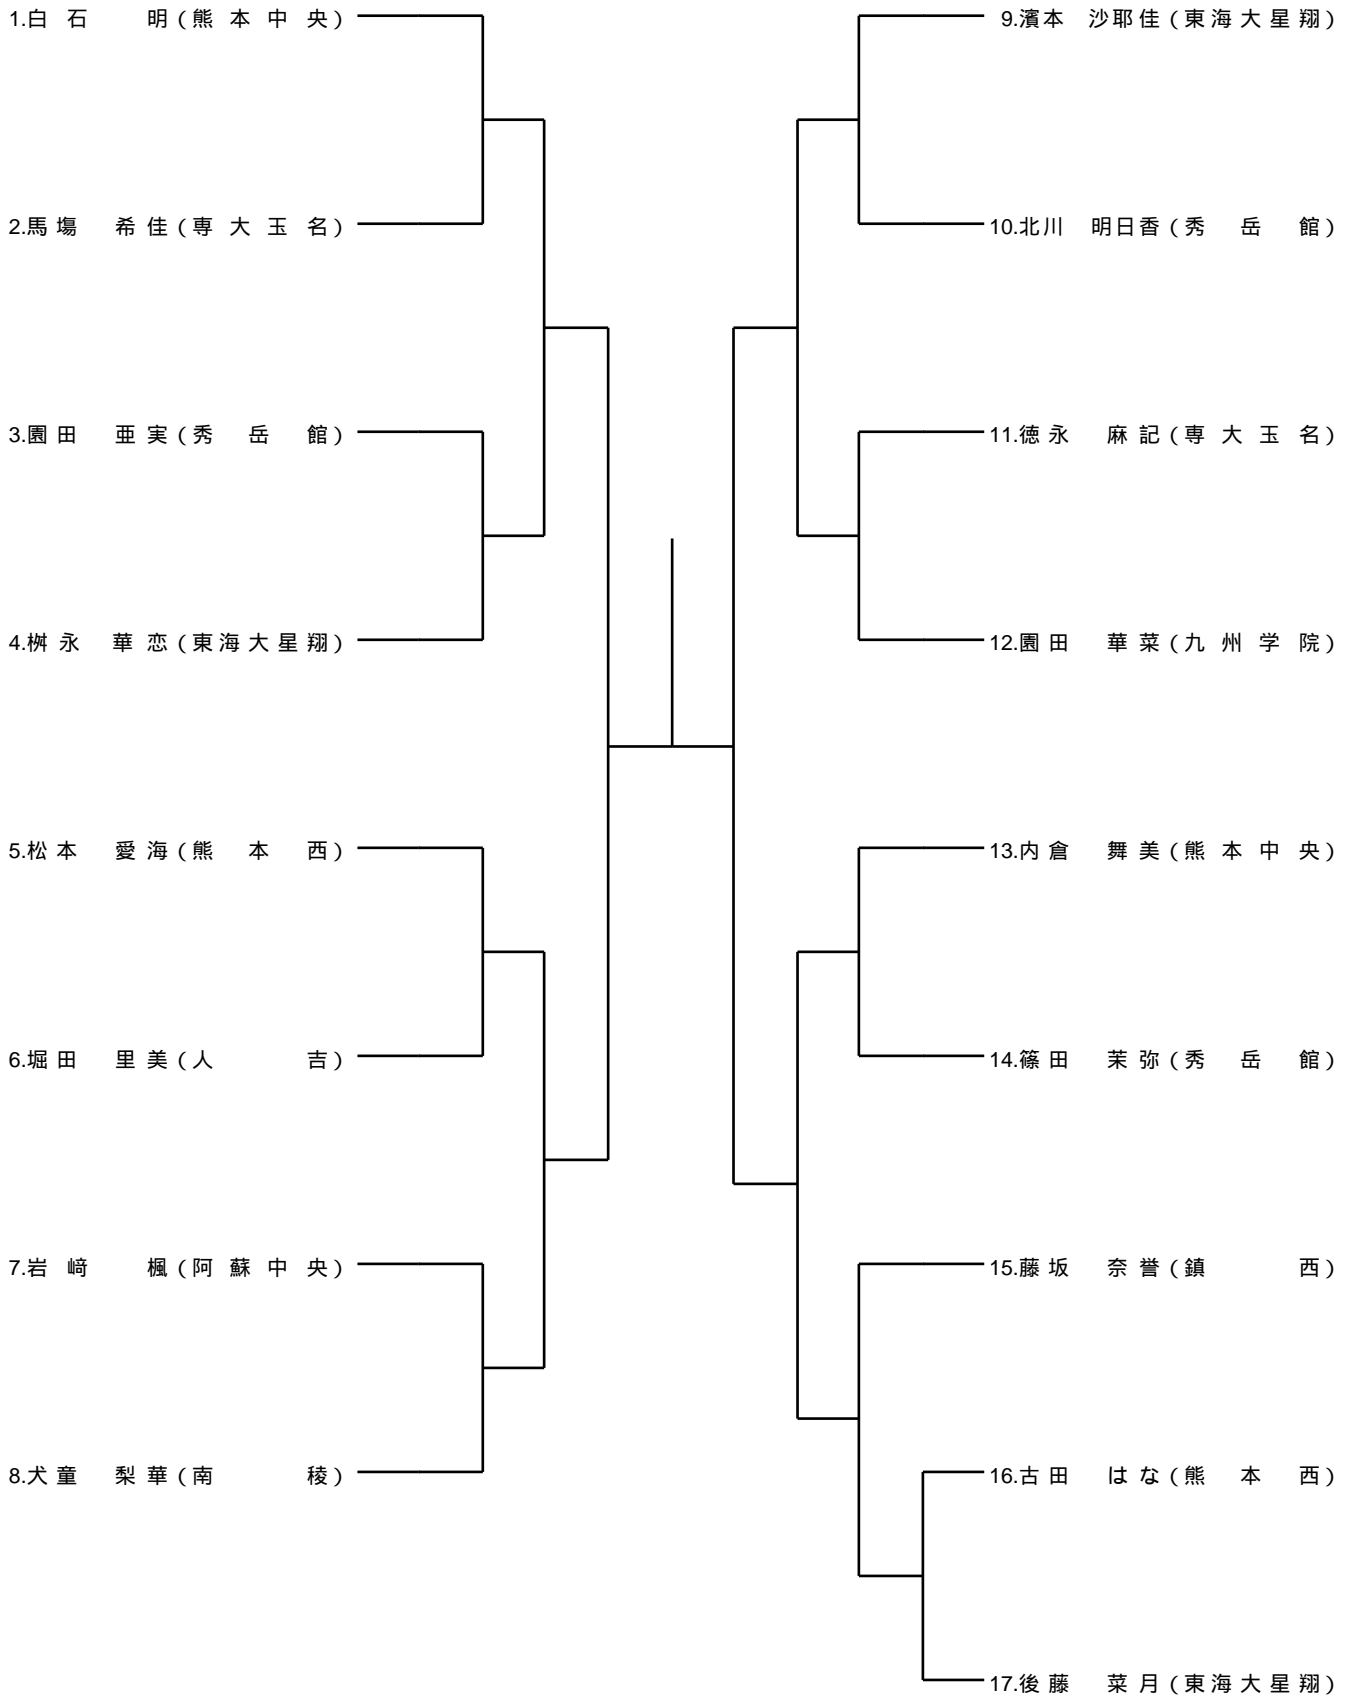 1.白石 明(熊本中央)
2.馬場 希佳(専大玉名)
3.園田 亜実(秀岳館)
4.桝永 華恋(東海大星翔)
5.松本 愛海(熊本西)
6.堀田 里美(人吉)
7.岩﨑 楓(阿蘇中央)
8.犬童 梨華(南稜)
9.濱本 沙耶佳(東海大星翔)
10.北川 明日香(秀岳館)
11.徳永 麻記(専大玉名)
12.園田 華菜(九州学院)
13.内倉 舞美(熊本中央)
14.篠田 茉弥(秀岳館)
15.藤坂 奈誉(鎮西)
16.古田 はな(熊本西)
17.後藤 菜月(東海大星翔)